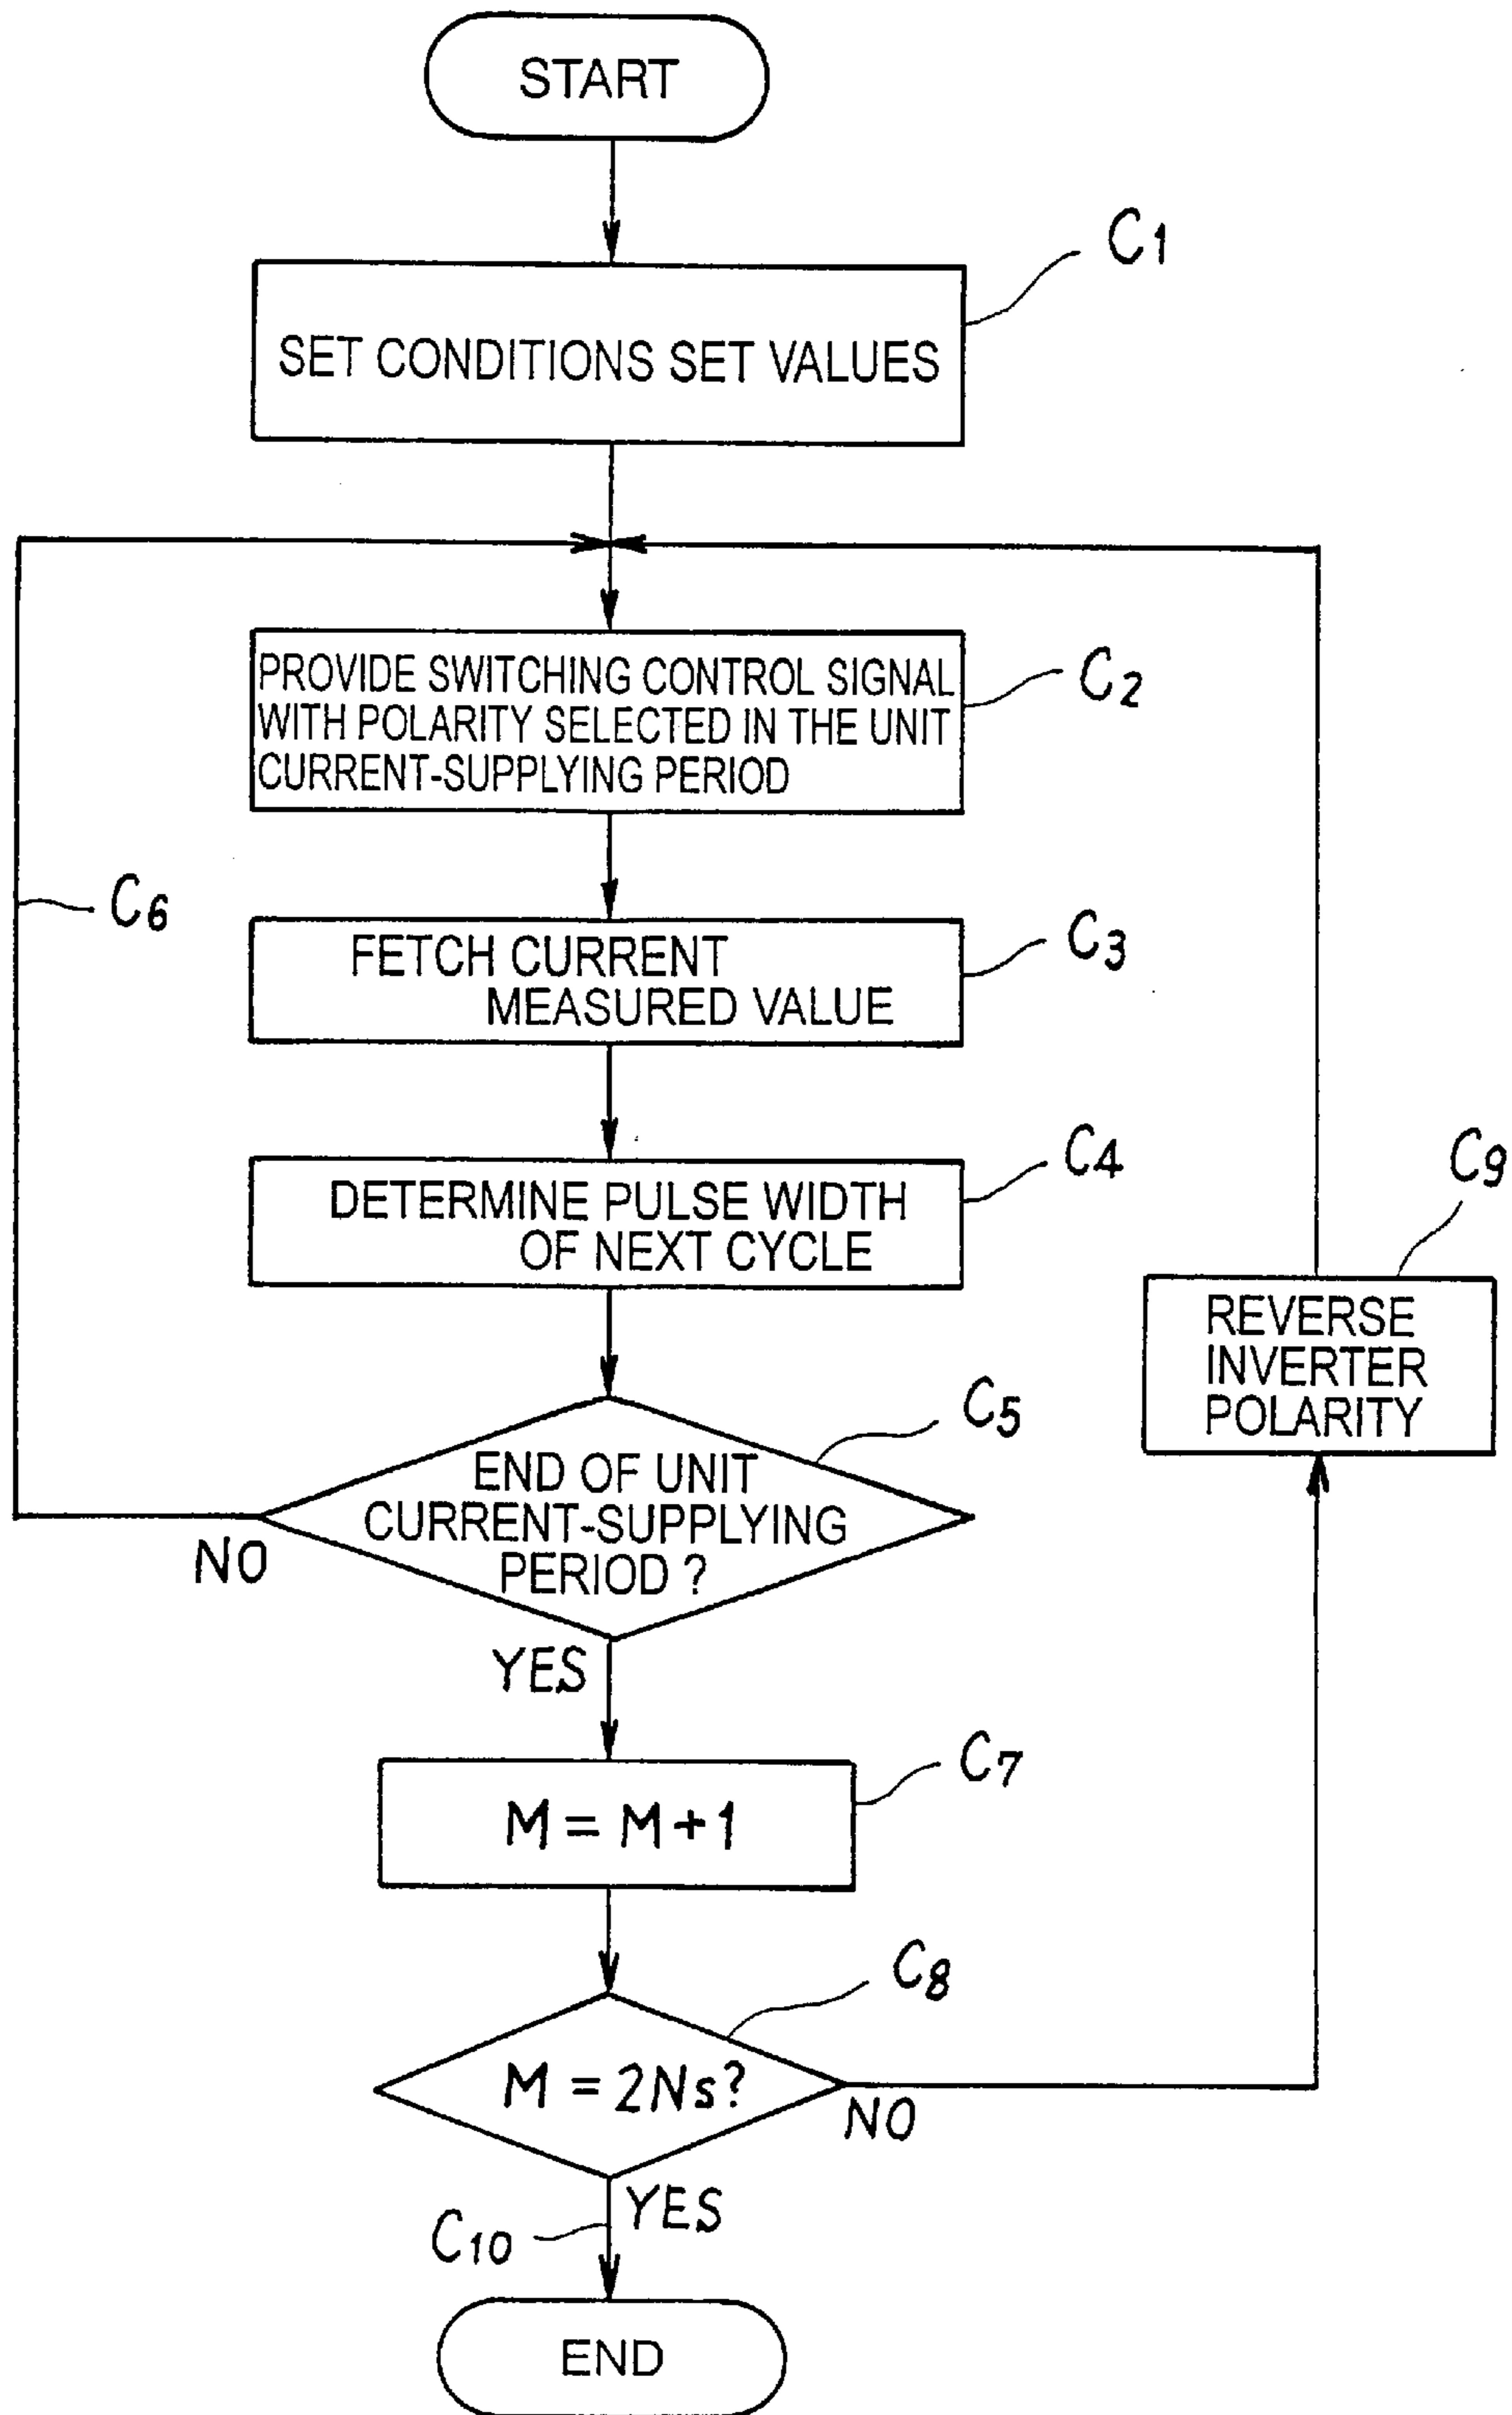 START
C1
SET CONDITIONS SET VALUES
PROVIDE SWITCHING CONTROL SIGNAL
WITH POLARITY SELECTED IN THE UNIT
CURRENT-SUPPLYING PERIOD
C2
C6
FETCH CURRENT
MEASURED VALUE
C3
DETERMINE PULSE WIDTH
OF NEXT CYCLE
C4
C9
REVERSE
INVERTER
POLARITY
C5
END OF UNIT
CURRENT-SUPPLYING
PERIOD ?
NO
YES
C7
M = M + 1
C8
M = 2Ns?
NO
YES
C10
END